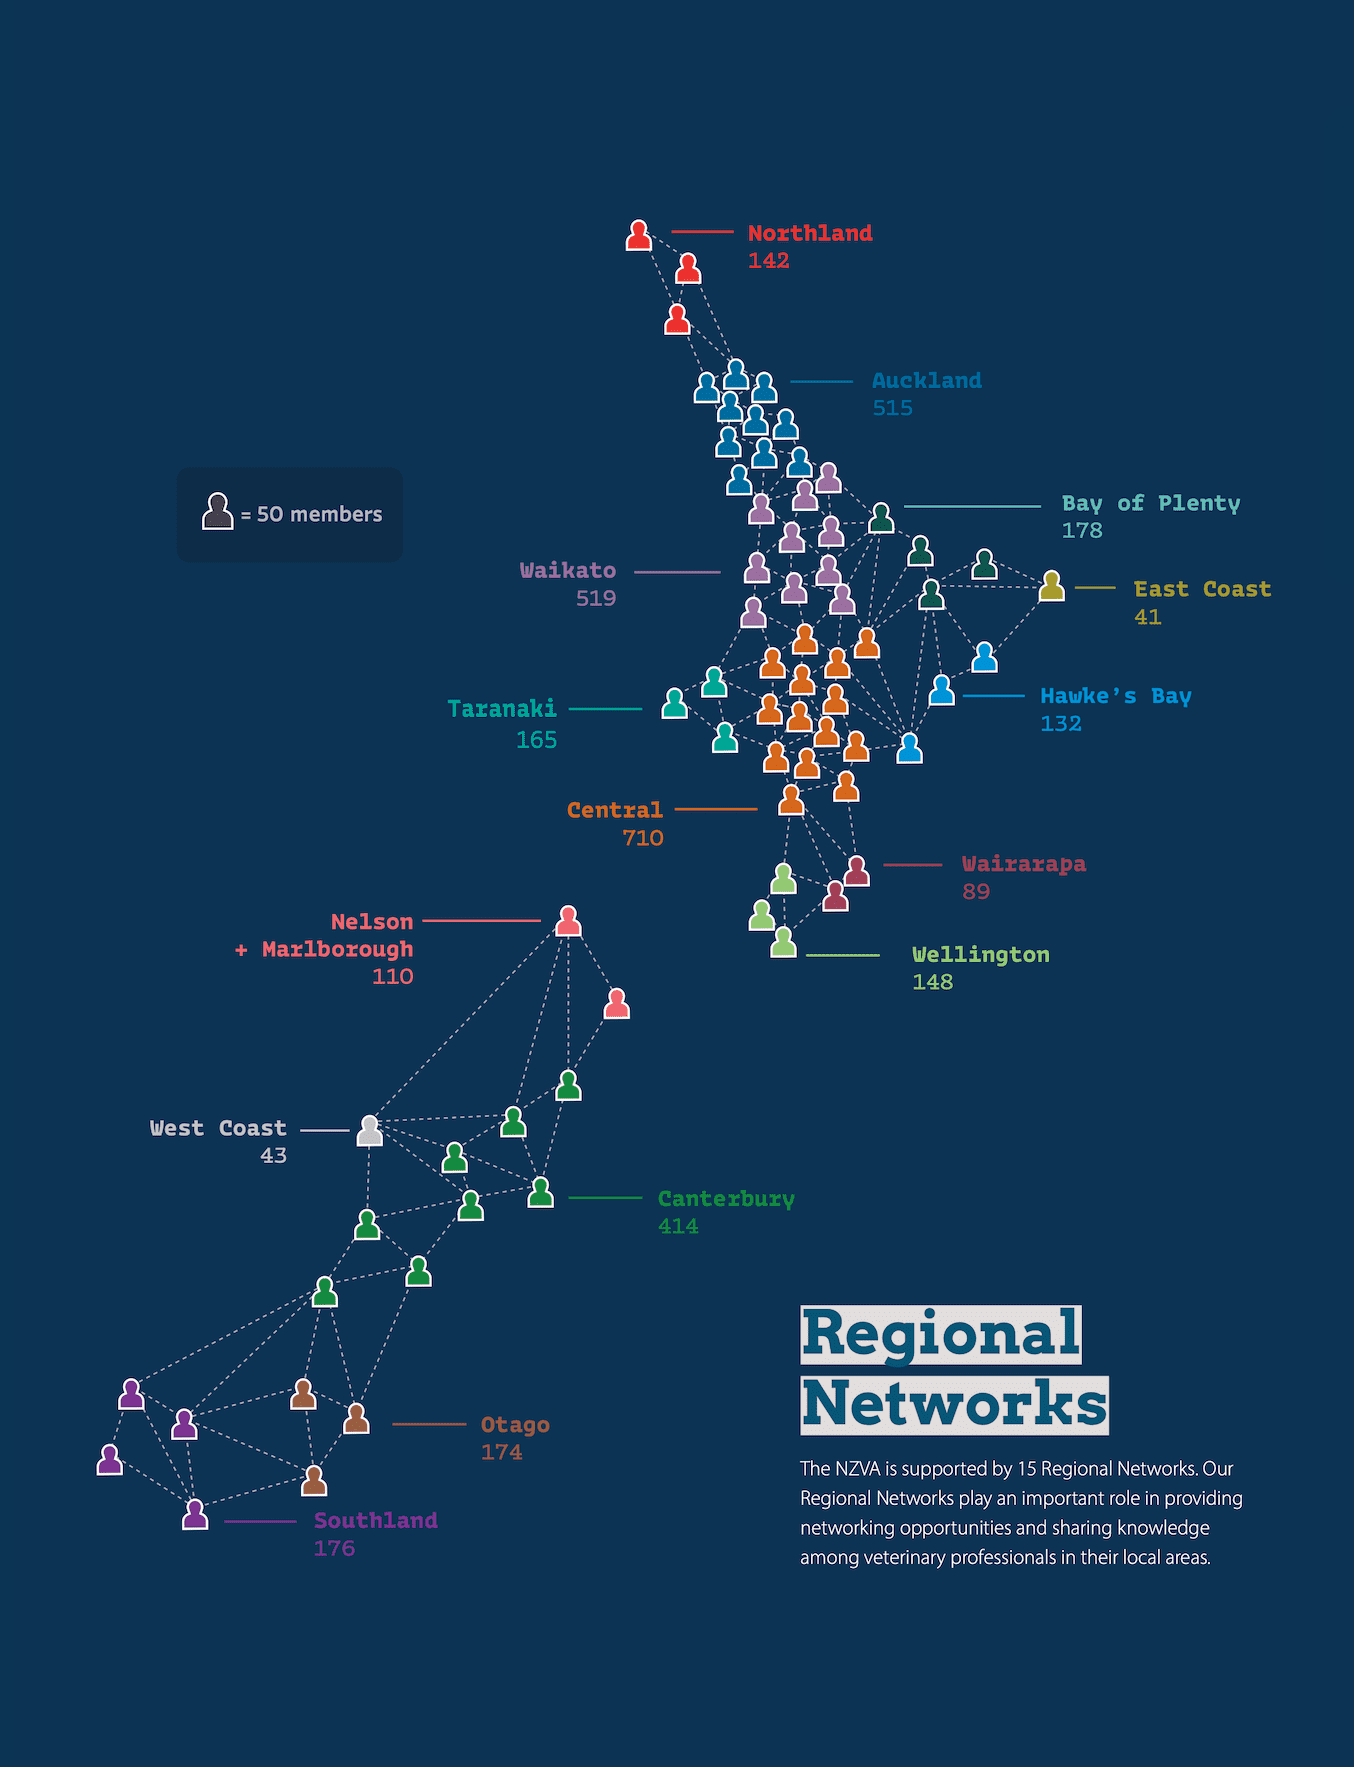 Northland
142
Auckland
515
= 50 members
Bay of Plenty
178
Waikato
519
East Coast
41
Taranaki
165
Hawke's Bay
132
Central
710
Wairarapa
89
Nelson
+ Marlborough
110
Wellington
148
West Coast
43
Canterbury
414
Regional
Networks
Otago
174
The NZVA is supported by 15 Regional Networks. Our
Regional Networks play an important role in providing
networking opportunities and sharing knowledge
among veterinary professionals in their local areas.
Southland
176